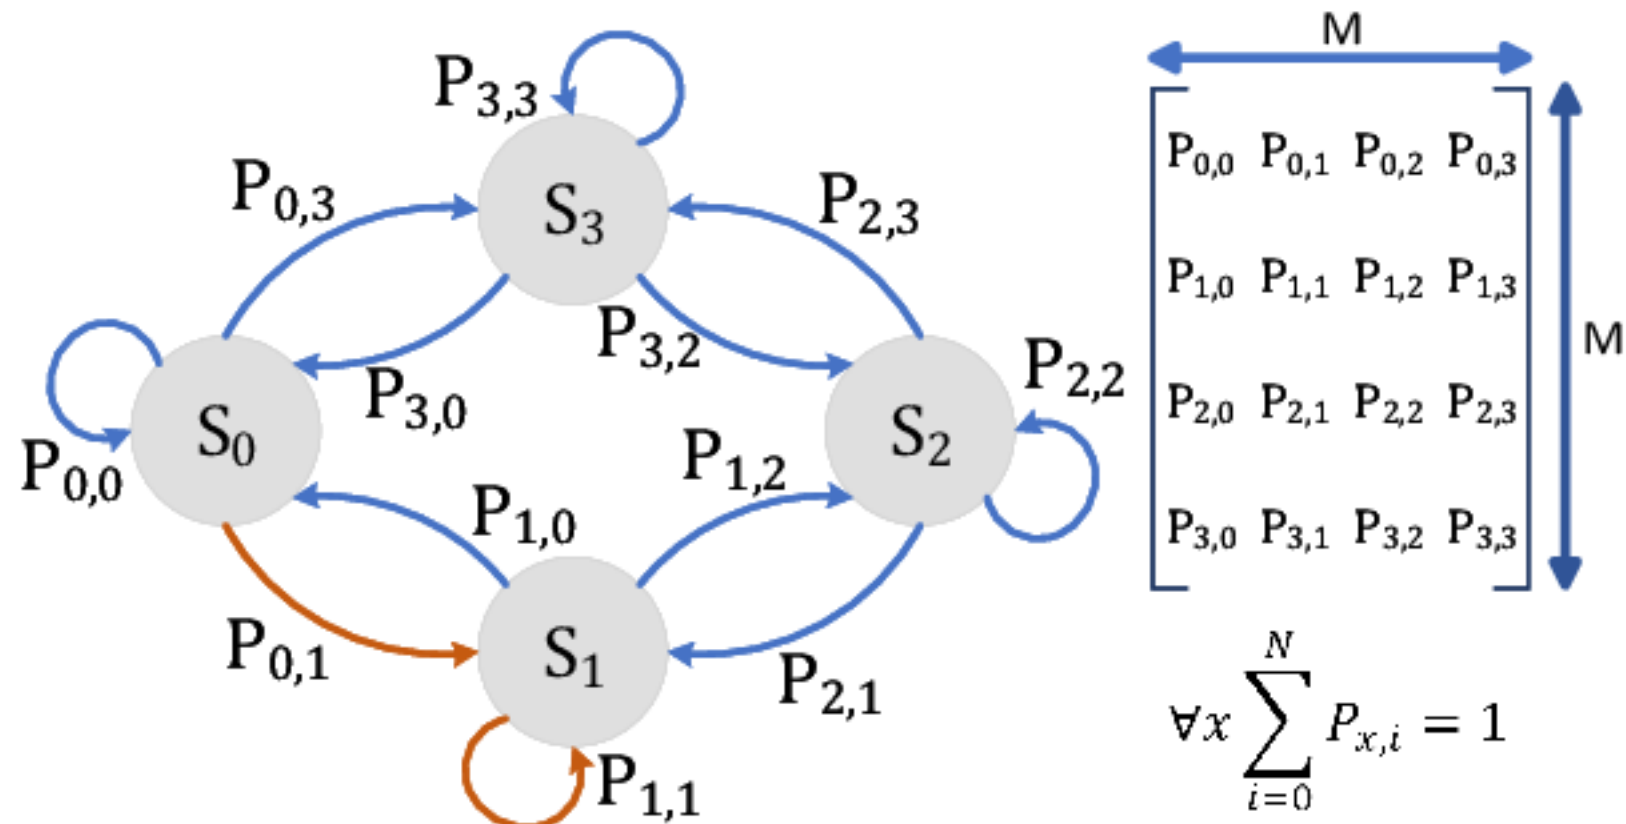 M
P3,3
P0,3
S3
P2,3
P0,0 P0,1 P0,2 P0,3
P1,0 P1,1 P1,2 P1,3
M
P3,2
P2,2
P3,0
P2,0 P2,1 P2,2 P2,3
S0
S2
P0,0
P1,2
P1,0
P3,0 P3,1 P3,2 P3,3
P0,1
S1
P2,1
P1,1
∀x ∑_{i=0}^{N} P_{x,i} = 1